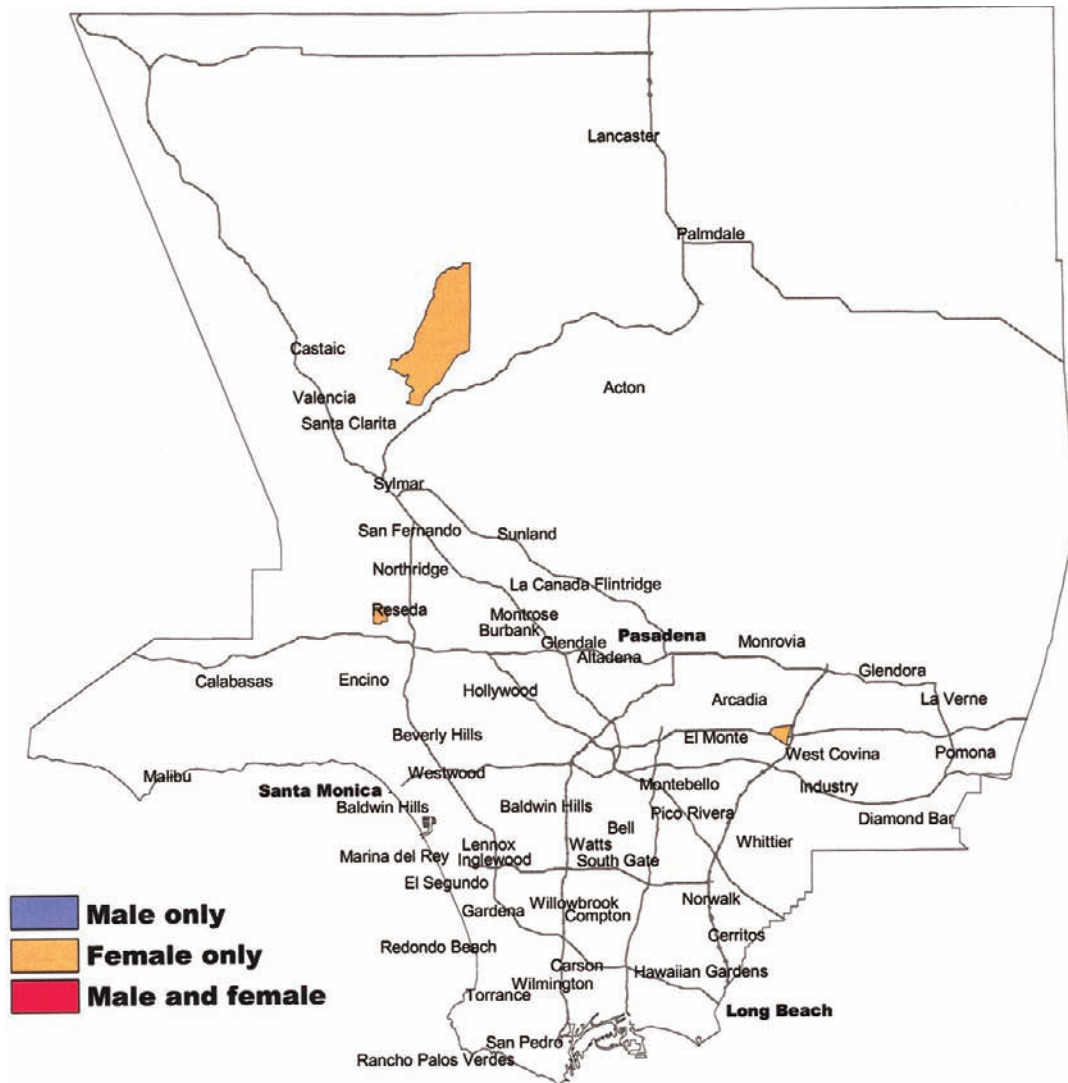 Lancaster
Palmdale
Castaic
Acton
Valencia
Santa Clarita
Sylmar
San Fernando
Sunland
Northridge
La Canada Flintridge
Reseda
Montrose
Burbank
Glendale
Pasadena
Monrovia
Altadena
Glendora
Calabasas
Encino
Hollywood
Arcadia
La Verne
Beverly Hills
El Monte
West Covina
Pomona
Malibu
Westwood
Santa Monica
Montebello
Industry
Baldwin Hills
Baldwin Hills
Pico Rivera
Diamond Bar
Bell
Whittier
Marina del Rey
Lennox
Watts
Inglewood
South Gate
El Segundo
Gardena
Willowbrook
Compton
Norwalk
Male only
Redondo Beach
Cerritos
Female only
Carson
Hawaiian Gardens
Wilmington
Torrance
Male and female
Long Beach
San Pedro
Rancho Palos Verdes